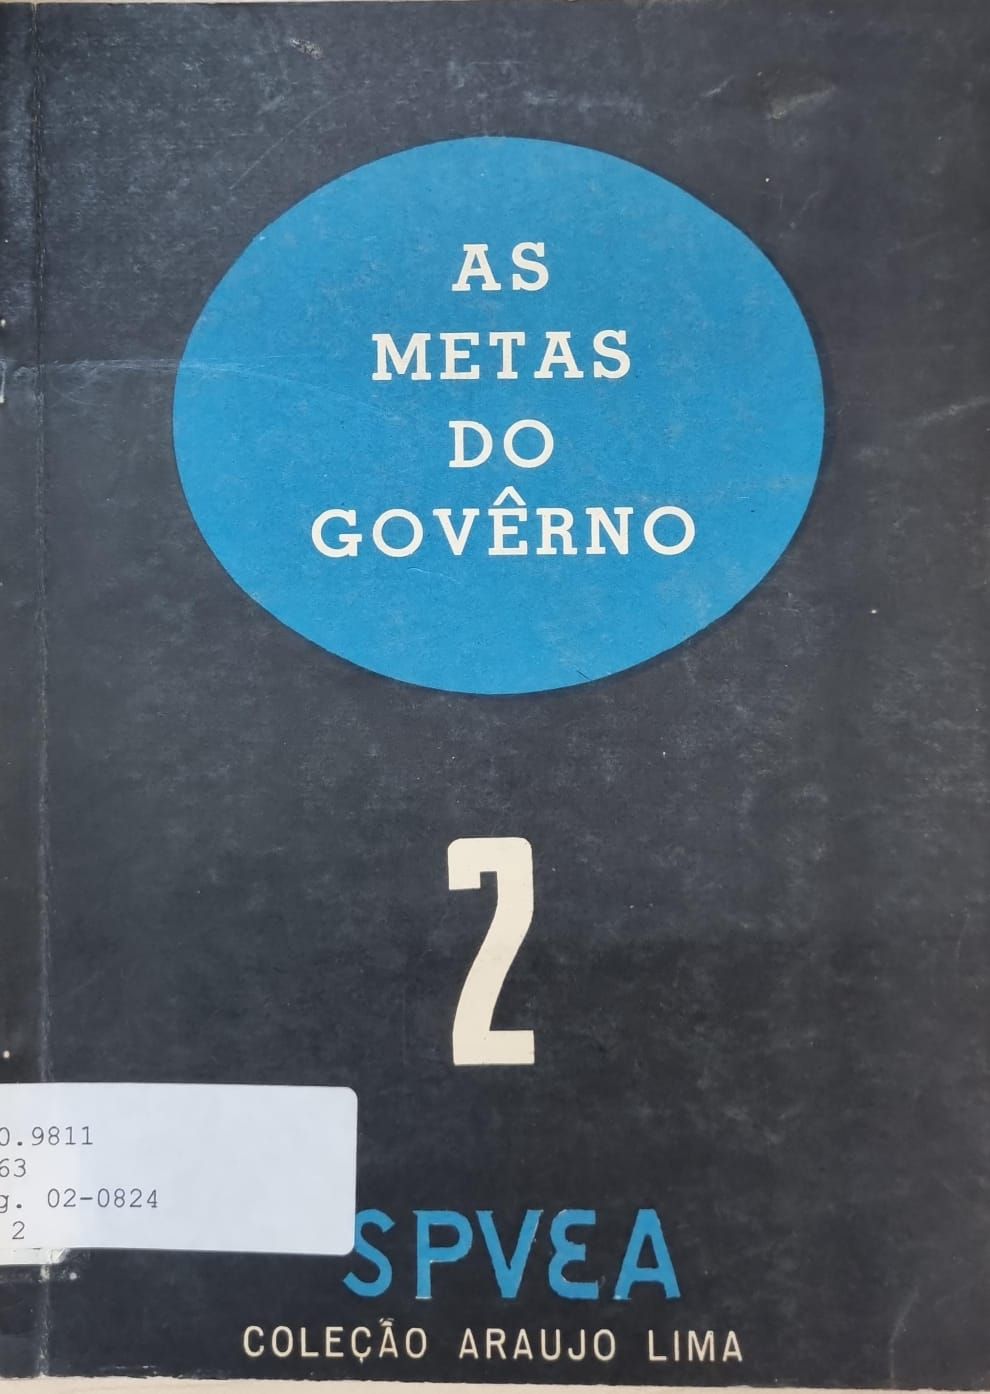 AS
METAS
DO
GOVÊRNO
2
0.9811
63
g. 02-0824
2
SPVEA
COLEÇÃO ARAUJO LIMA